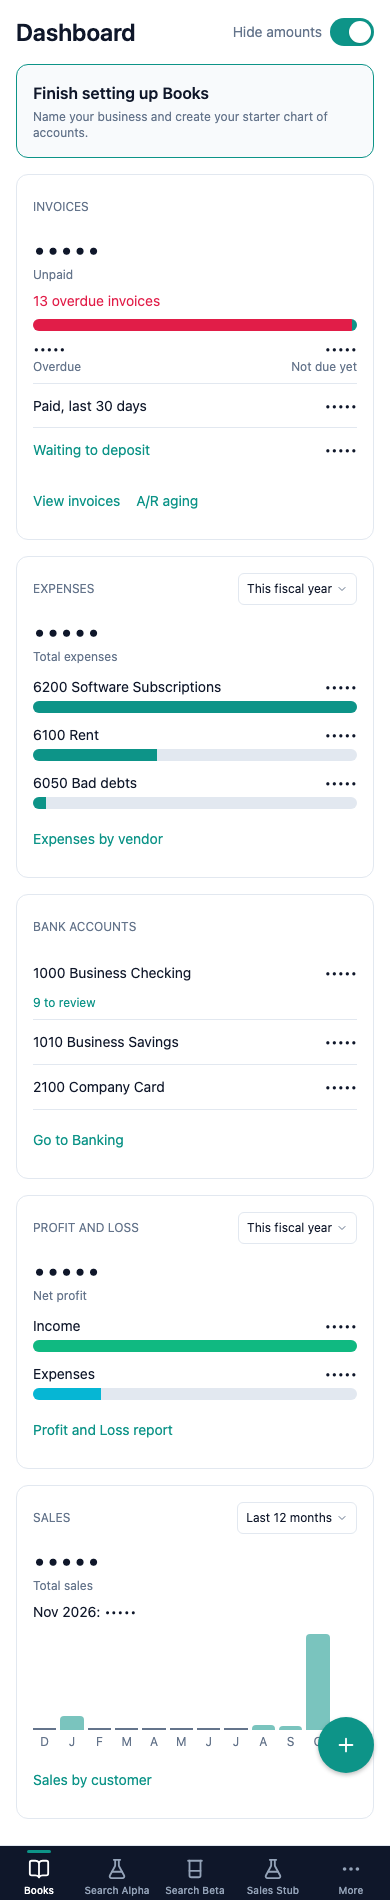 Dashboard
Hide amounts
Finish setting up Books
Name your business and create your starter chart of
accounts.
INVOICES
•••••
Unpaid
13 overdue invoices
••••• •••••
Overdue Not due yet
Paid, last 30 days •••••
Waiting to deposit •••••
View invoices A/R aging
EXPENSES This fiscal year
•••••
Total expenses
6200 Software Subscriptions •••••
6100 Rent •••••
6050 Bad debts •••••
Expenses by vendor
BANK ACCOUNTS
1000 Business Checking •••••
9 to review
1010 Business Savings •••••
2100 Company Card •••••
Go to Banking
PROFIT AND LOSS This fiscal year
•••••
Net profit
Income •••••
Expenses •••••
Profit and Loss report
SALES Last 12 months
•••••
Total sales
Nov 2026: •••••
D J F M A M J J A S
Sales by customer
Books Search Alpha Search Beta Sales Stub More